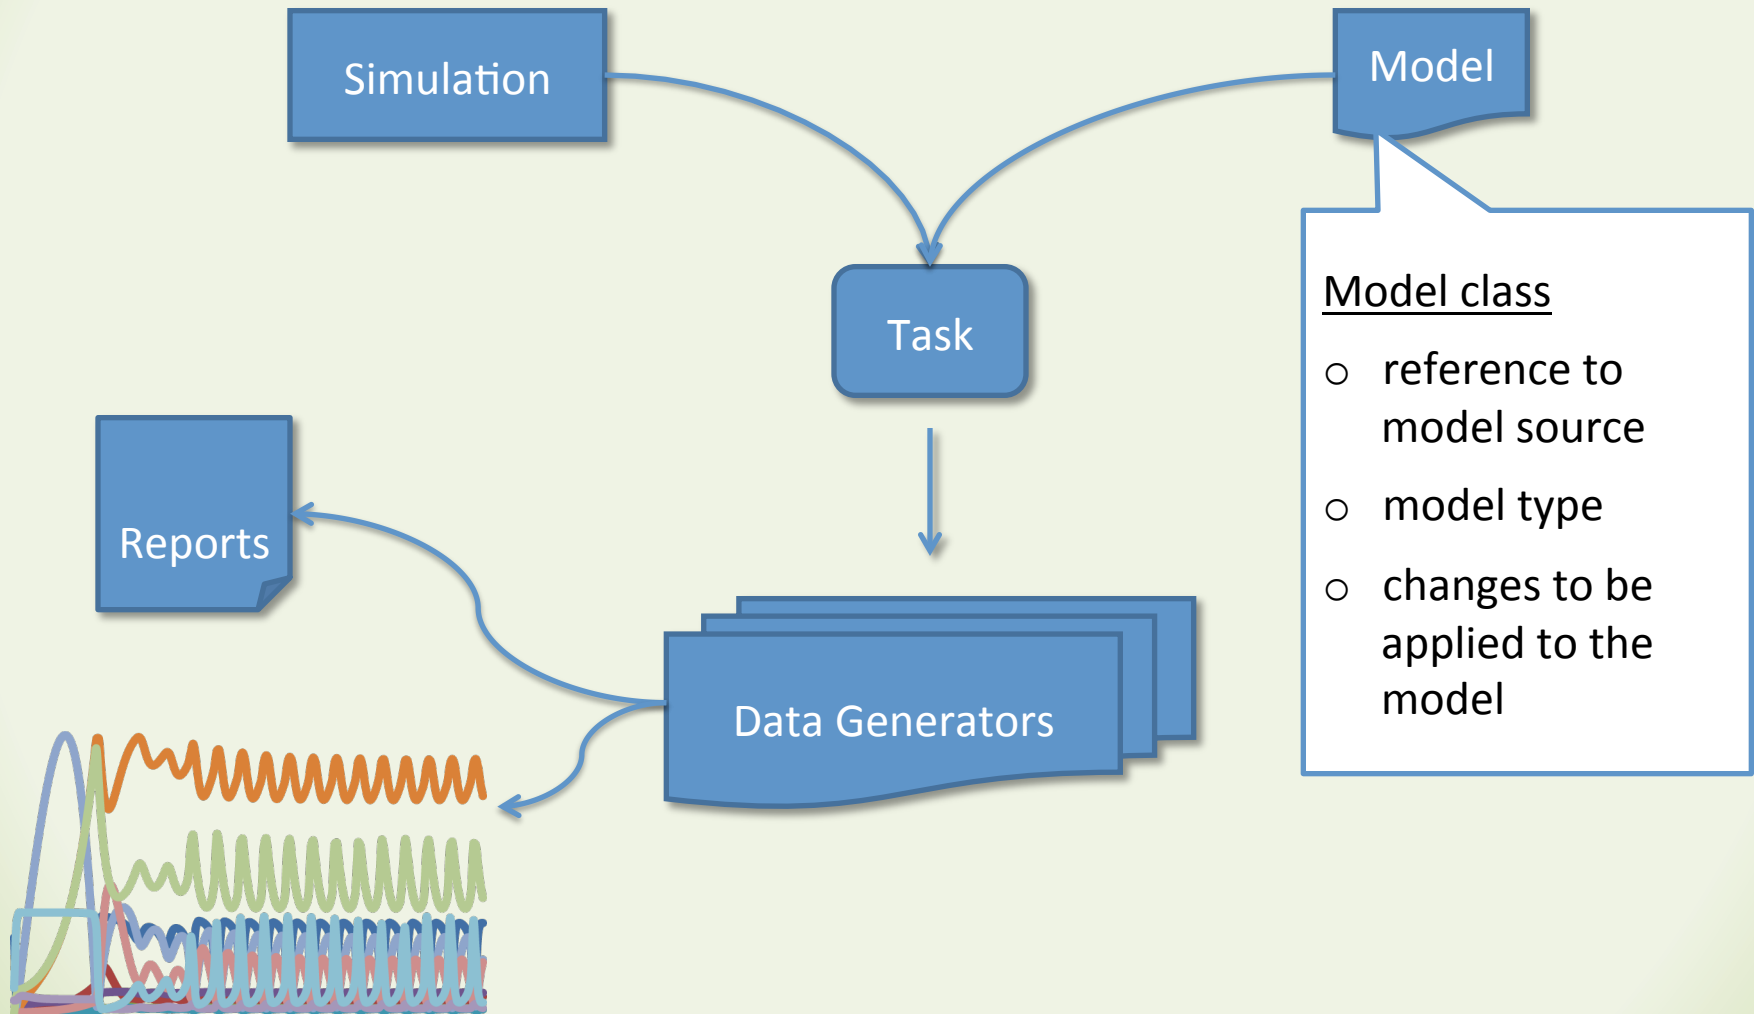 Simulation
Model
Task
Model class
o reference to
model source
o model type
o changes to be
applied to the
model
Reports
Data Generators